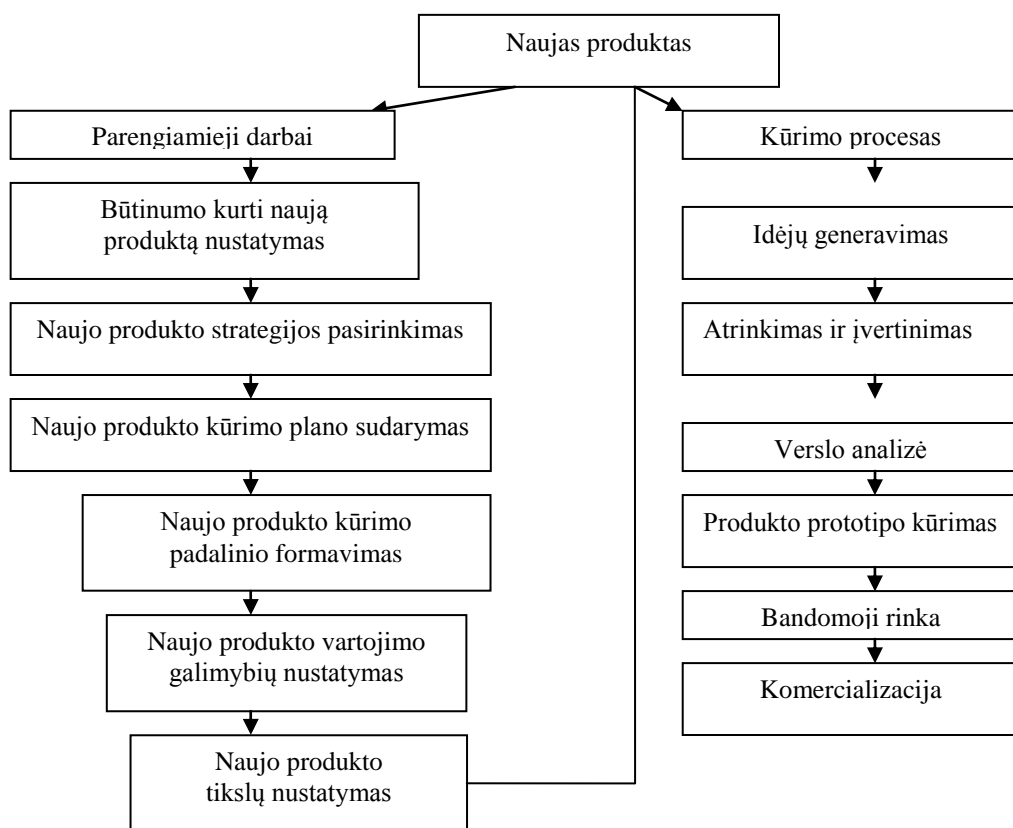 Naujas produktas
Parengiamieji darbai
Būtinumo kurti naują
produktą nustatymas
Naujo produkto strategijos pasirinkimas
Naujo produkto kūrimo plano sudarymas
Naujo produkto kūrimo
padalinio formavimas
Naujo produkto vartojimo
galimybių nustatymas
Naujo produkto
tikslų nustatymas
Kūrimo procesas
Idėjų generavimas
Atrinkimas ir įvertinimas
Verslo analizė
Produkto prototipo kūrimas
Bandomoji rinka
Komercializacija